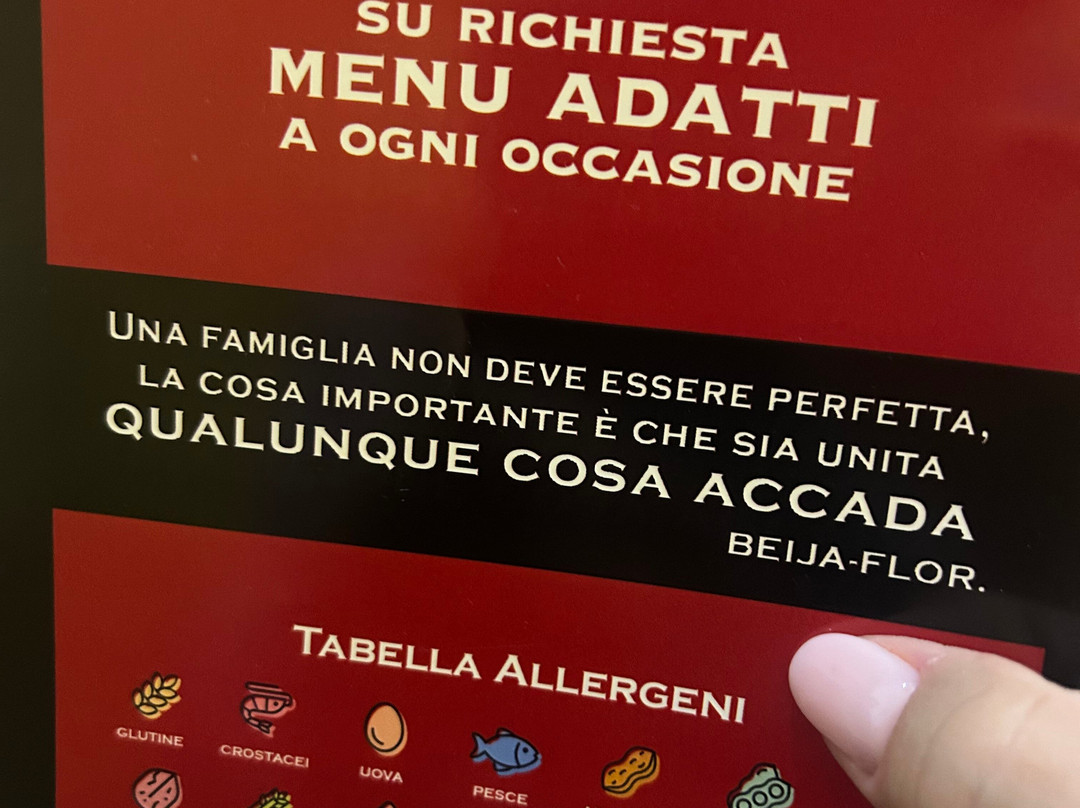 SU RICHIESTA
MENU ADATTI
A OGNI OCCASIONE
UNA FAMIGLIA NON DEVE ESSERE PERFETTA,
LA COSA IMPORTANTE È CHE SIA UNITA
QUALUNQUE COSA ACCADA
BEIJA-FLOR.
TABELLA ALLERGENI
GLUTINE CROSTACEI UOVA PESCE